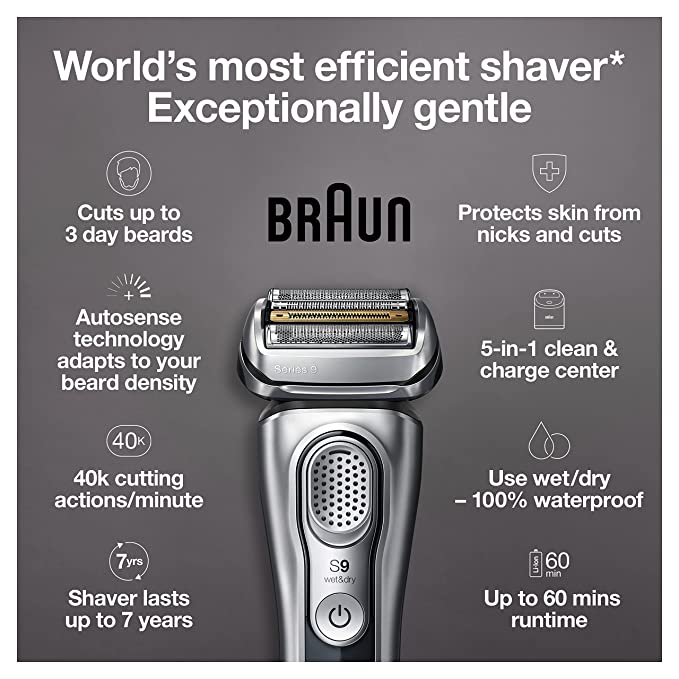 World's most efficient shaver*
Exceptionally gentle
Cuts up to
3 day beards
Autosense
technology
adapts to your
beard density
40K
40k cutting
actions/minute
7yrs
Shaver lasts
up to 7 years
BRAUN
Series 9
S9
wet&dry
Protects skin from
nicks and cuts
BRAUN
5-in-1 clean &
charge center
Use wet/dry
– 100% waterproof
Li-Ion
60
min
Up to 60 mins
runtime